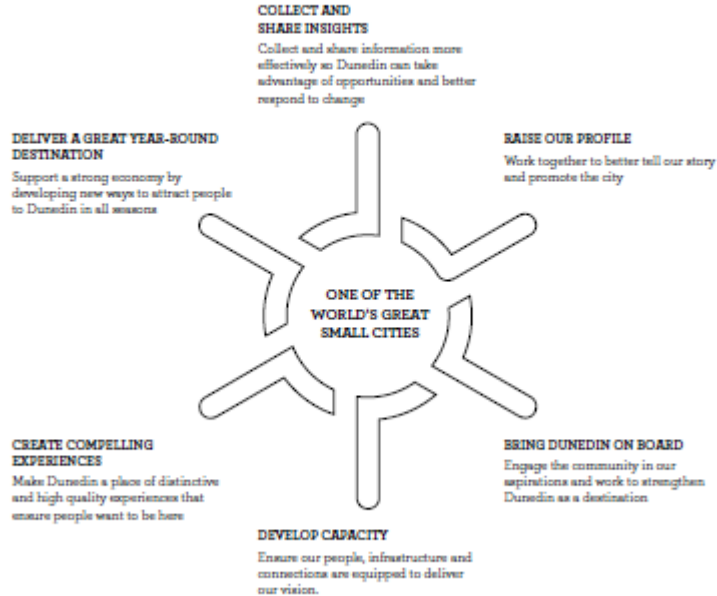 COLLECT AND
SHARE INSIGHTS
Collect and share information more
effectively so Dunedin can take
advantage of opportunities and better
respond to change
RAISE OUR PROFILE
Work together to better tell our story
and promote the city
DELIVER A GREAT YEAR-ROUND
DESTINATION
Support a strong economy by
developing new ways to attract people
to Dunedin in all seasons
ONE OF THE
WORLD'S GREAT
SMALL CITIES
BRING DUNEDIN ON BOARD
Engage the community in our
aspirations and work to strengthen
Dunedin as a destination
CREATE COMPELLING
EXPERIENCES
Make Dunedin a place of distinctive
and high quality experiences that
ensure people want to be here
DEVELOP CAPACITY
Ensure our people, infrastructure and
connections are equipped to deliver
our vision.